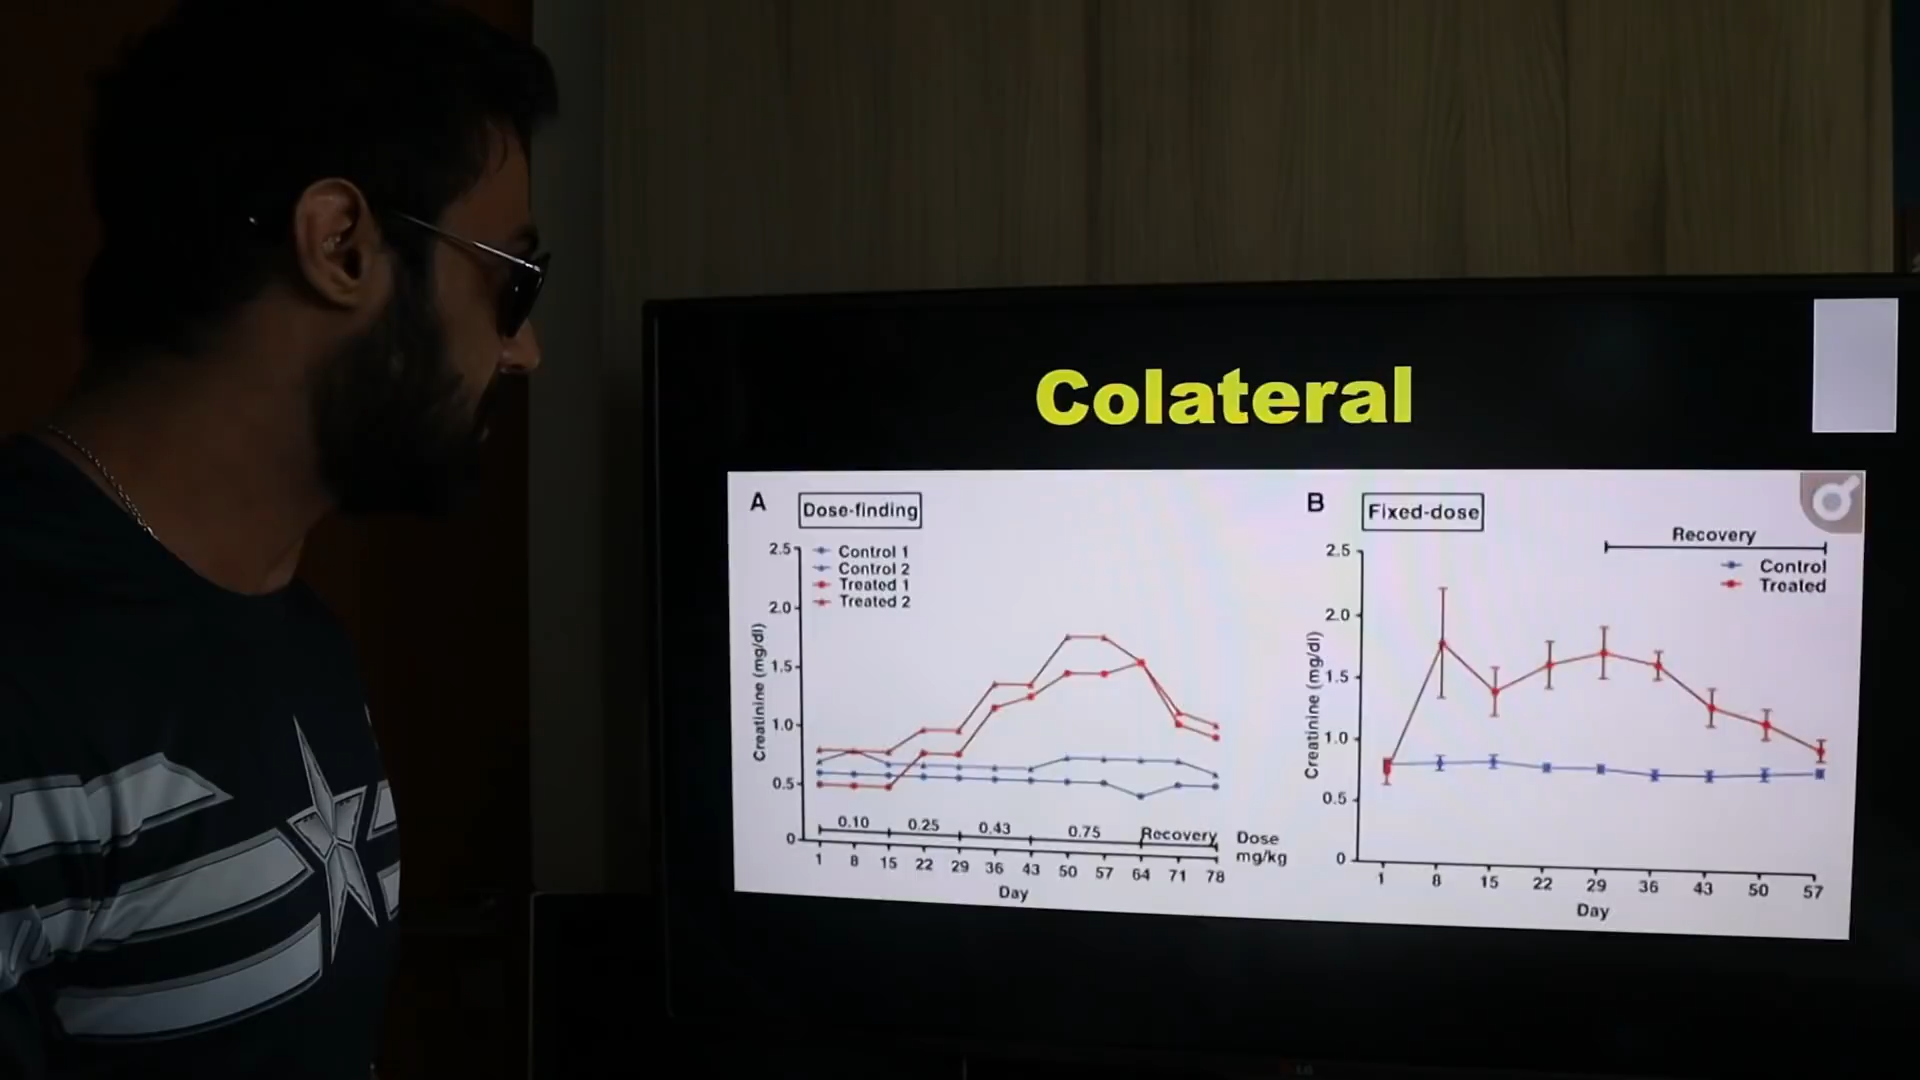 Colateral
A
Dose-finding
2.5
2.0
1.5
1.0
0.5
0
Creatinine (mg/dl)
Control 1
Control 2
Treated 1
Treated 2
0.10 0.25 0.43 0.75 Recovery
Dose
mg/kg
1 8 15 22 29 36 43 50 57 64 71 78
Day
B
Fixed-dose
Recovery
Control
Treated
2.5
2.0
1.5
1.0
0.5
0
Creatinine (mg/dl)
1 8 15 22 29 36 43 50 57
Day
LG